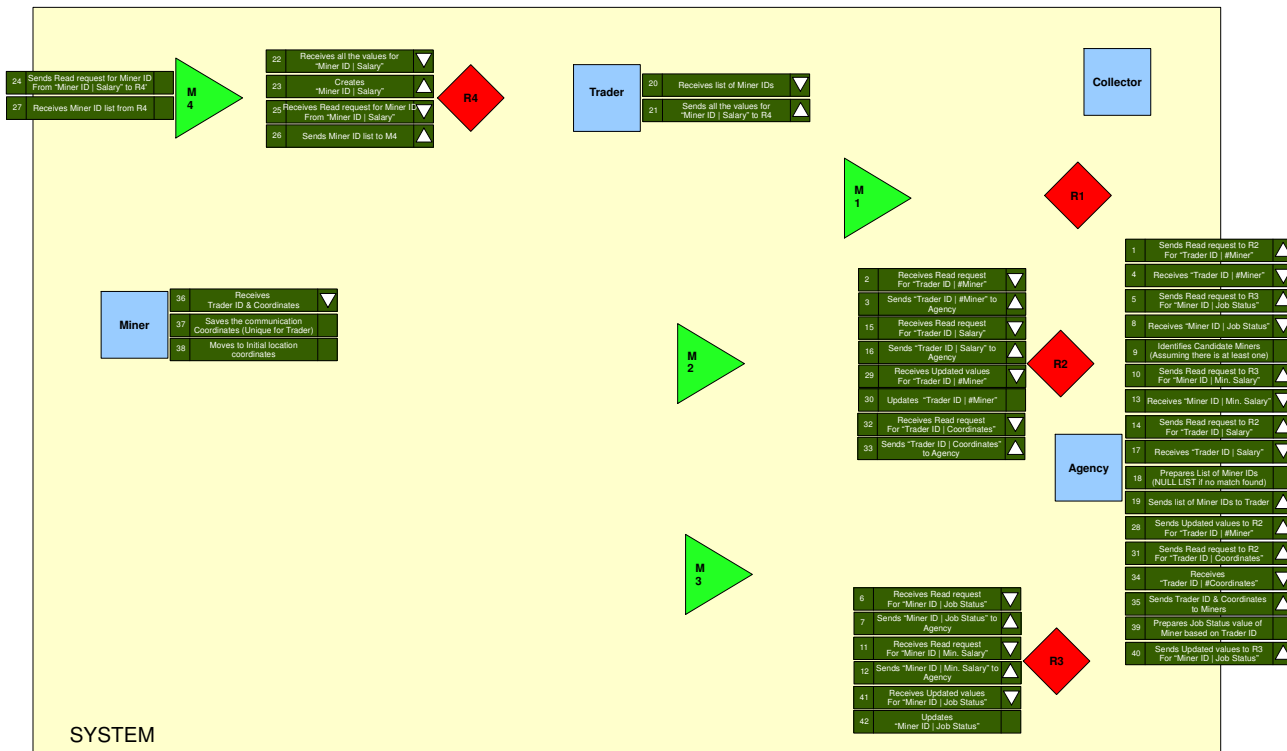 24 Sends Read request for Miner ID
From “Miner ID | Salary” to R4'
27 Receives Miner ID list from R4
M
4
22 Receives all the values for
“Miner ID | Salary”
23 Creates
“Miner ID | Salary”
25 Receives Read request for Miner ID
From “Miner ID | Salary”
26 Sends Miner ID list to M4
R4
Trader
20 Receives list of Miner IDs
21 Sends all the values for
“Miner ID | Salary” to R4
Collector
M
1
R1
Miner
36 Receives
Trader ID & Coordinates
37 Saves the communication
Coordinates (Unique for Trader)
38 Moves to Initial location
coordinates
M
2
2 Receives Read request
For “Trader ID | #Miner”
3 Sends “Trader ID | #Miner” to
Agency
15 Receives Read request
For “Trader ID | Salary”
16 Sends “Trader ID | Salary” to
Agency
29 Receives Updated values
For “Trader ID | #Miner”
30 Updates “Trader ID | #Miner”
32 Receives Read request
For “Trader ID | Coordinates”
33 Sends “Trader ID | Coordinates”
to Agency
R2
Agency
1 Sends Read request to R2
For “Trader ID | #Miner”
4 Receives “Trader ID | #Miner”
5 Sends Read request to R3
For “Miner ID | Job Status”
8 Receives “Miner ID | Job Status”
9 Identifies Candidate Miners
(Assuming there is at least one)
10 Sends Read request to R3
For “Miner ID | Min. Salary”
13 Receives “Miner ID | Min. Salary”
14 Sends Read request to R2
For “Trader ID | Salary”
17 Receives “Trader ID | Salary”
18 Prepares List of Miner IDs
(NULL LIST if no match found)
19 Sends list of Miner IDs to Trader
28 Sends Updated values to R2
For “Trader ID | #Miner”
31 Sends Read request to R2
For “Trader ID | Coordinates”
34 Receives
“Trader ID | #Coordinates”
35 Sends Trader ID & Coordinates
to Miners
39 Prepares Job Status value of
Miner based on Trader ID
40 Sends Updated values to R3
For “Miner ID | Job Status”
M
3
6 Receives Read request
For “Miner ID | Job Status”
7 Sends “Miner ID | Job Status” to
Agency
11 Receives Read request
For “Miner ID | Min. Salary”
12 Sends “Miner ID | Min. Salary” to
Agency
41 Receives Updated values
For “Miner ID | Job Status”
42 Updates
“Miner ID | Job Status”
R3
SYSTEM